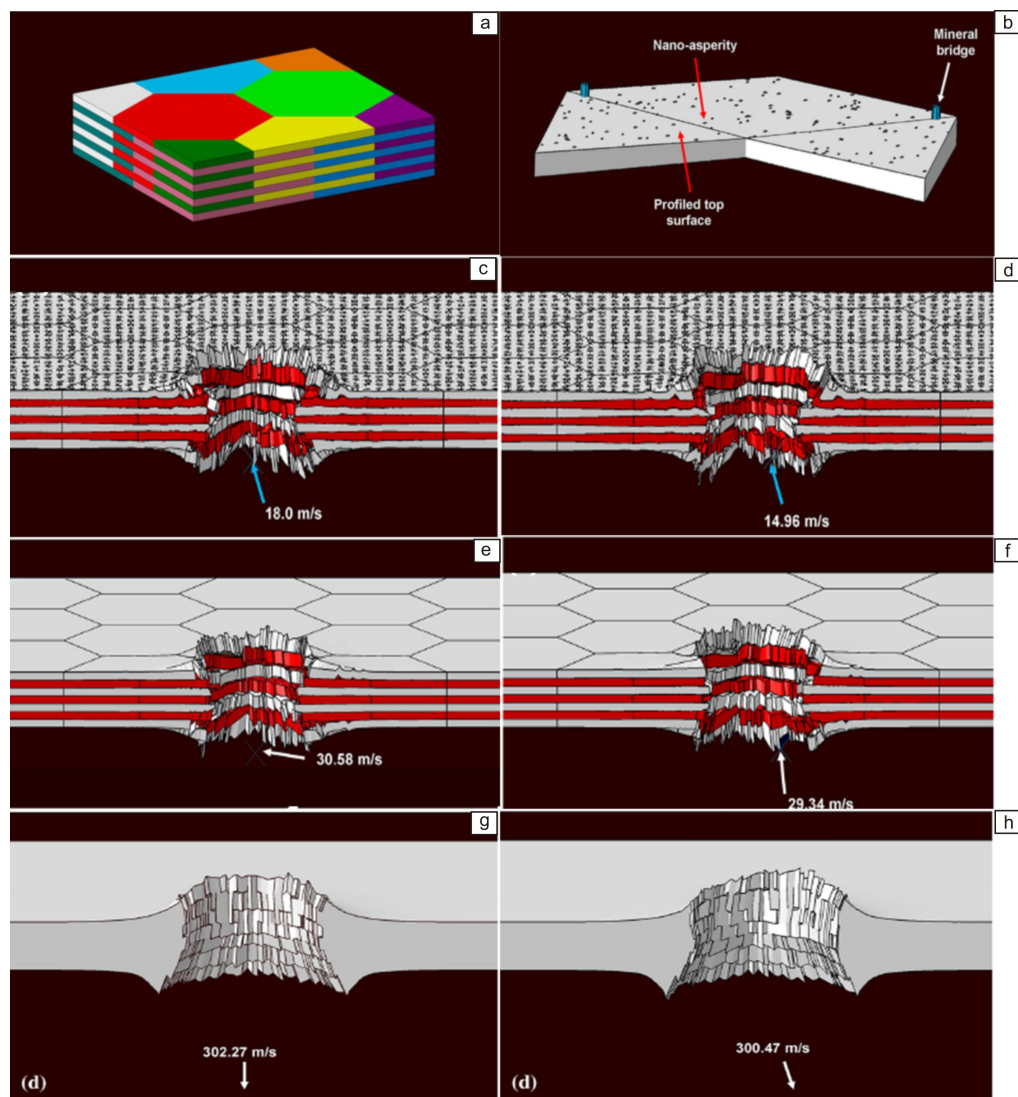 a
b
Nano-asperity
Mineral
bridge
Profiled top
surface
c
d
18.0 m/s
14.96 m/s
e
f
30.58 m/s
29.34 m/s
g
h
302.27 m/s
300.47 m/s
(d)
(d)